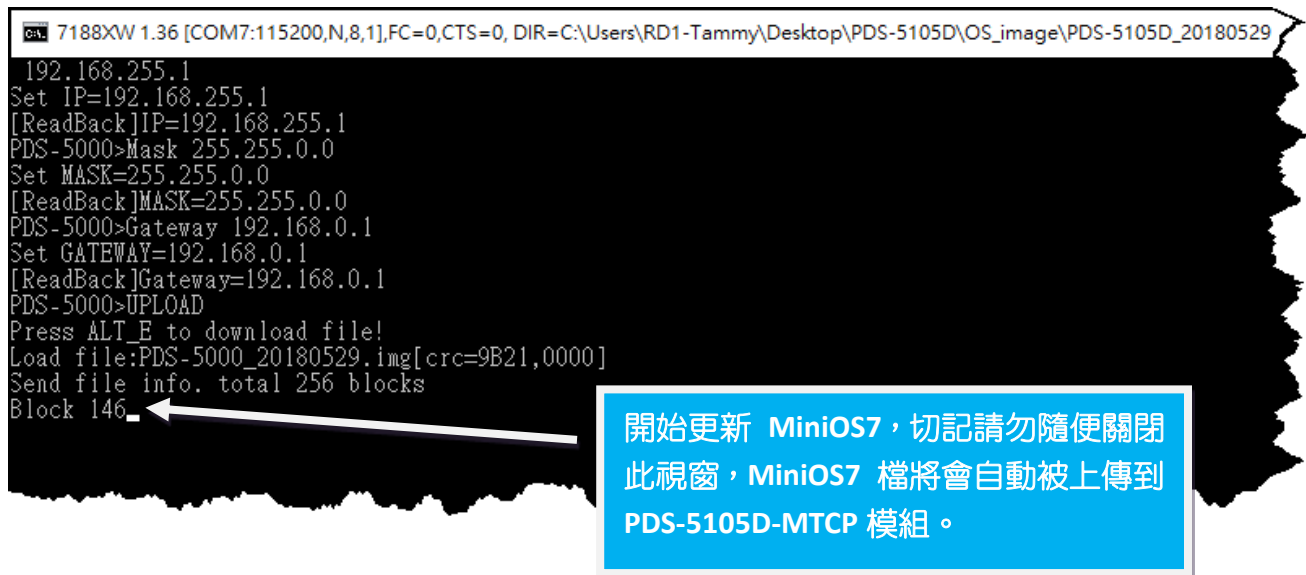 7188XW 1.36 [COM7:115200,N,8,1],FC=0,CTS=0, DIR=C:\Users\RD1-Tammy\Desktop\PDS-5105D\OS_image\PDS-5105D_20180529
192.168.255.1
Set IP=192.168.255.1
[ReadBack]IP=192.168.255.1
PDS-5000>Mask 255.255.0.0
Set MASK=255.255.0.0
[ReadBack]MASK=255.255.0.0
PDS-5000>Gateway 192.168.0.1
Set GATEWAY=192.168.0.1
[ReadBack]Gateway=192.168.0.1
PDS-5000>UPLOAD
Press ALT_E to download file!
Load file:PDS-5000_20180529.img[crc=9B21,0000]
Send file info. total 256 blocks
Block 146_
開始更新 MiniOS7，切記請勿隨便關閉
此視窗，MiniOS7 檔將會自動被上傳到
PDS-5105D-MTCP 模組。